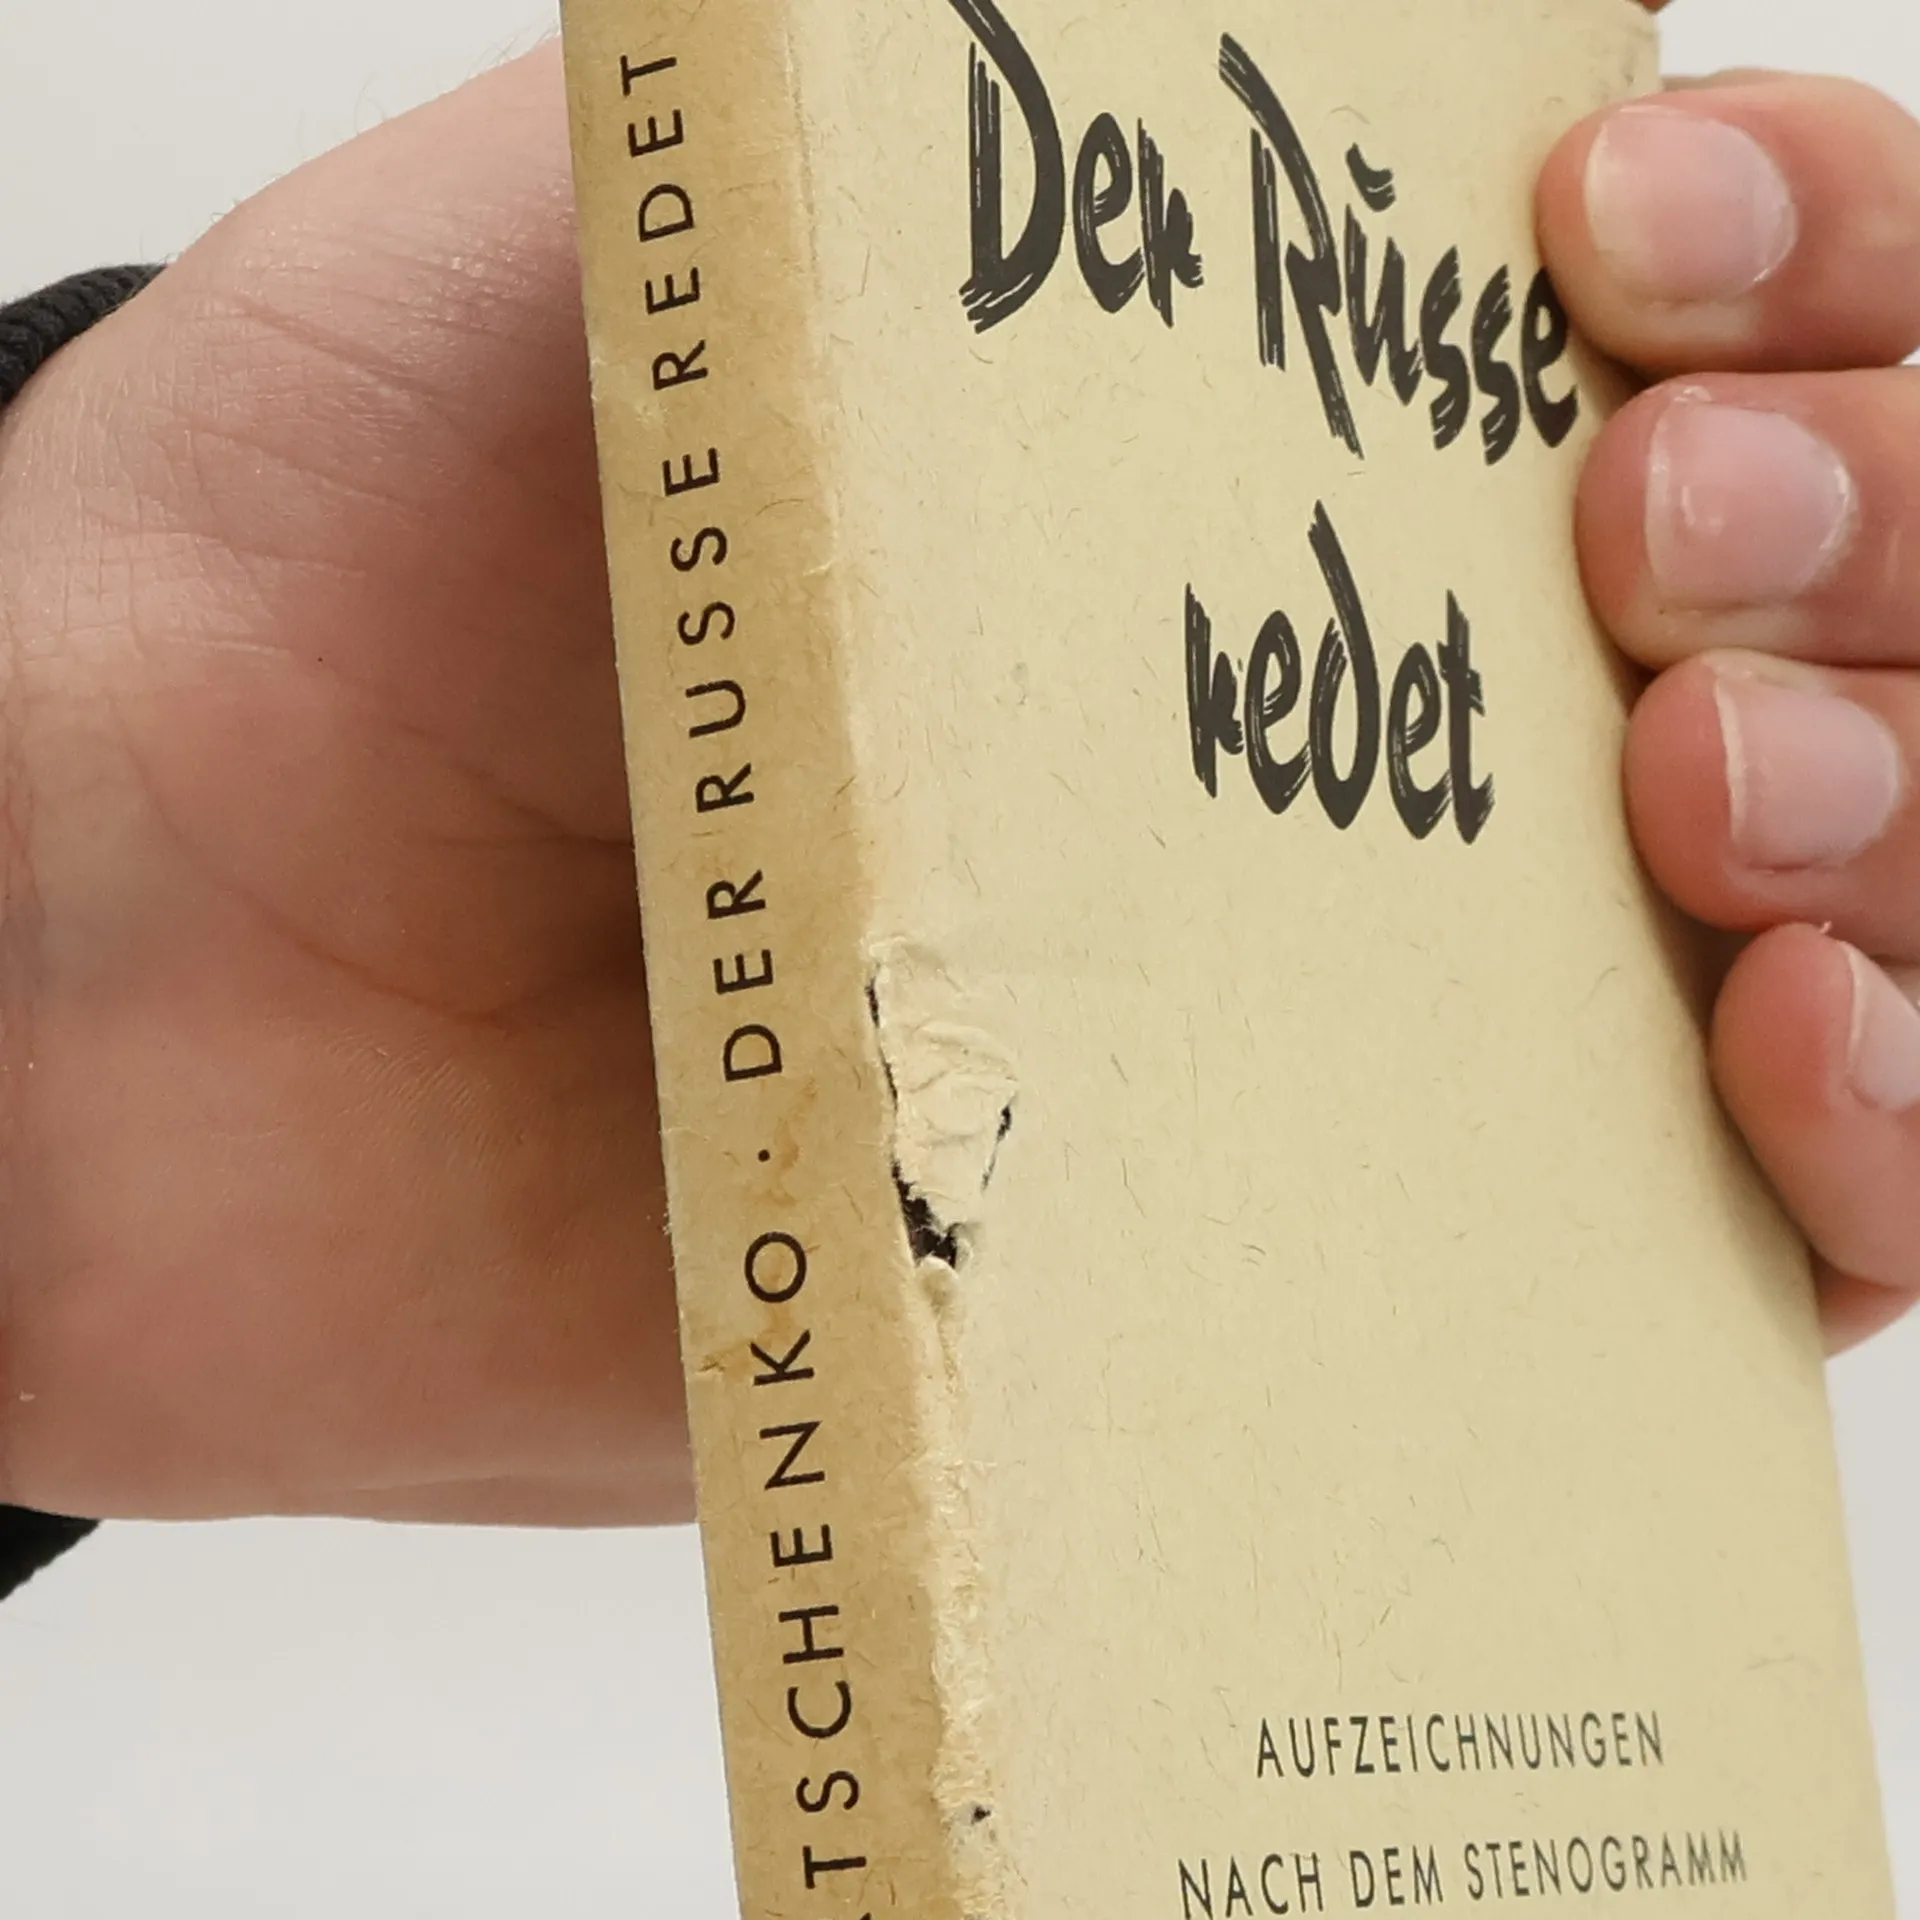 Der Russe
redet
AUFZEICHNUNGEN
NACH DEM STENOGRAMM
TSCHENKO · DER RUSSE REDET